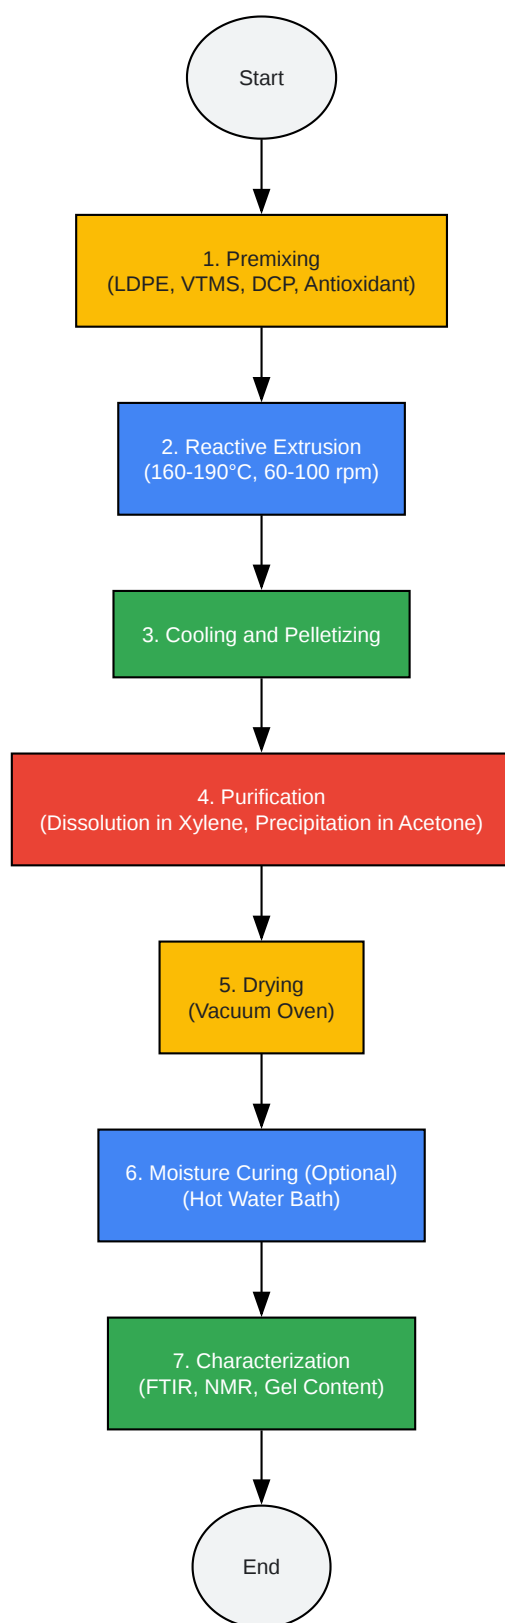 Start
1. Premixing
(LDPE, VTMS, DCP, Antioxidant)
2. Reactive Extrusion
(160-190°C, 60-100 rpm)
3. Cooling and Pelletizing
4. Purification
(Dissolution in Xylene, Precipitation in Acetone)
5. Drying
(Vacuum Oven)
6. Moisture Curing (Optional)
(Hot Water Bath)
7. Characterization
(FTIR, NMR, Gel Content)
End